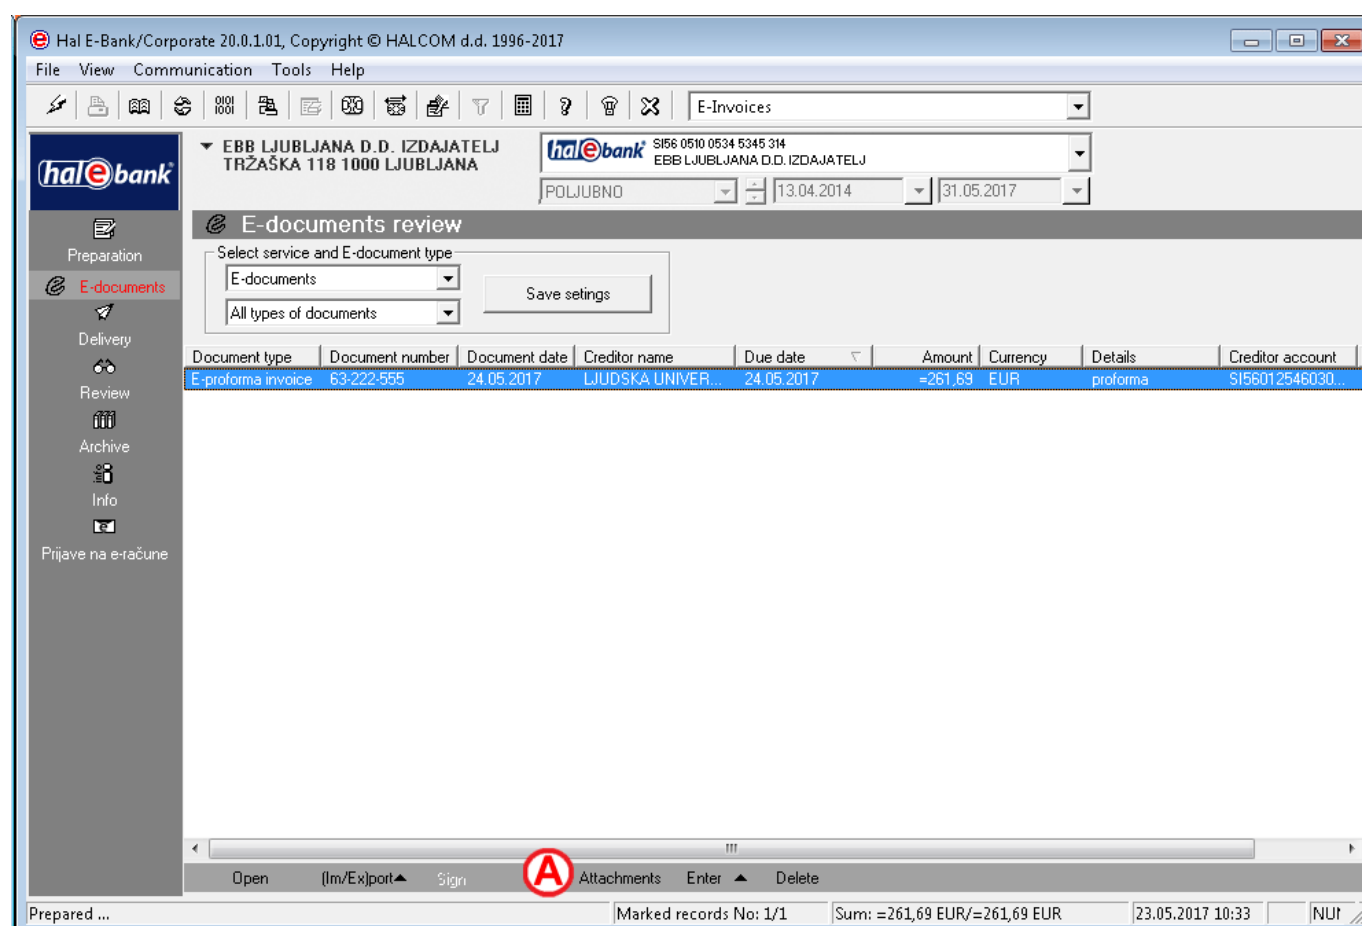 Hal E-Bank/Corporate 20.0.1.01, Copyright © HALCOM d.d. 1996-2017
File View Communication Tools Help
E-Invoices
hal e bank
EBB LJUBLJANA D.D. IZDAJATELJ
TRŽAŠKA 118 1000 LJUBLJANA
hal e bank
SI56 0510 0534 5345 314
EBB LJUBLJANA D.D. IZDAJATELJ
POLJUBNO 13.04.2014 31.05.2017
Preparation
E-documents
Delivery
Review
Archive
Info
Prijave na e-račune
E-documents review
Select service and E-document type
E-documents
All types of documents
Save setings
Document type Document number Document date Creditor name Due date Amount Currency Details Creditor account
E-proforma invoice 63-222-555 24.05.2017 LJUDSKA UNIVER... 24.05.2017 =261,69 EUR proforma SI56012546030...
Open (Im/Ex)port Sign A Attachments Enter Delete
Prepared ... Marked records No: 1/1 Sum: =261,69 EUR/=261,69 EUR 23.05.2017 10:33